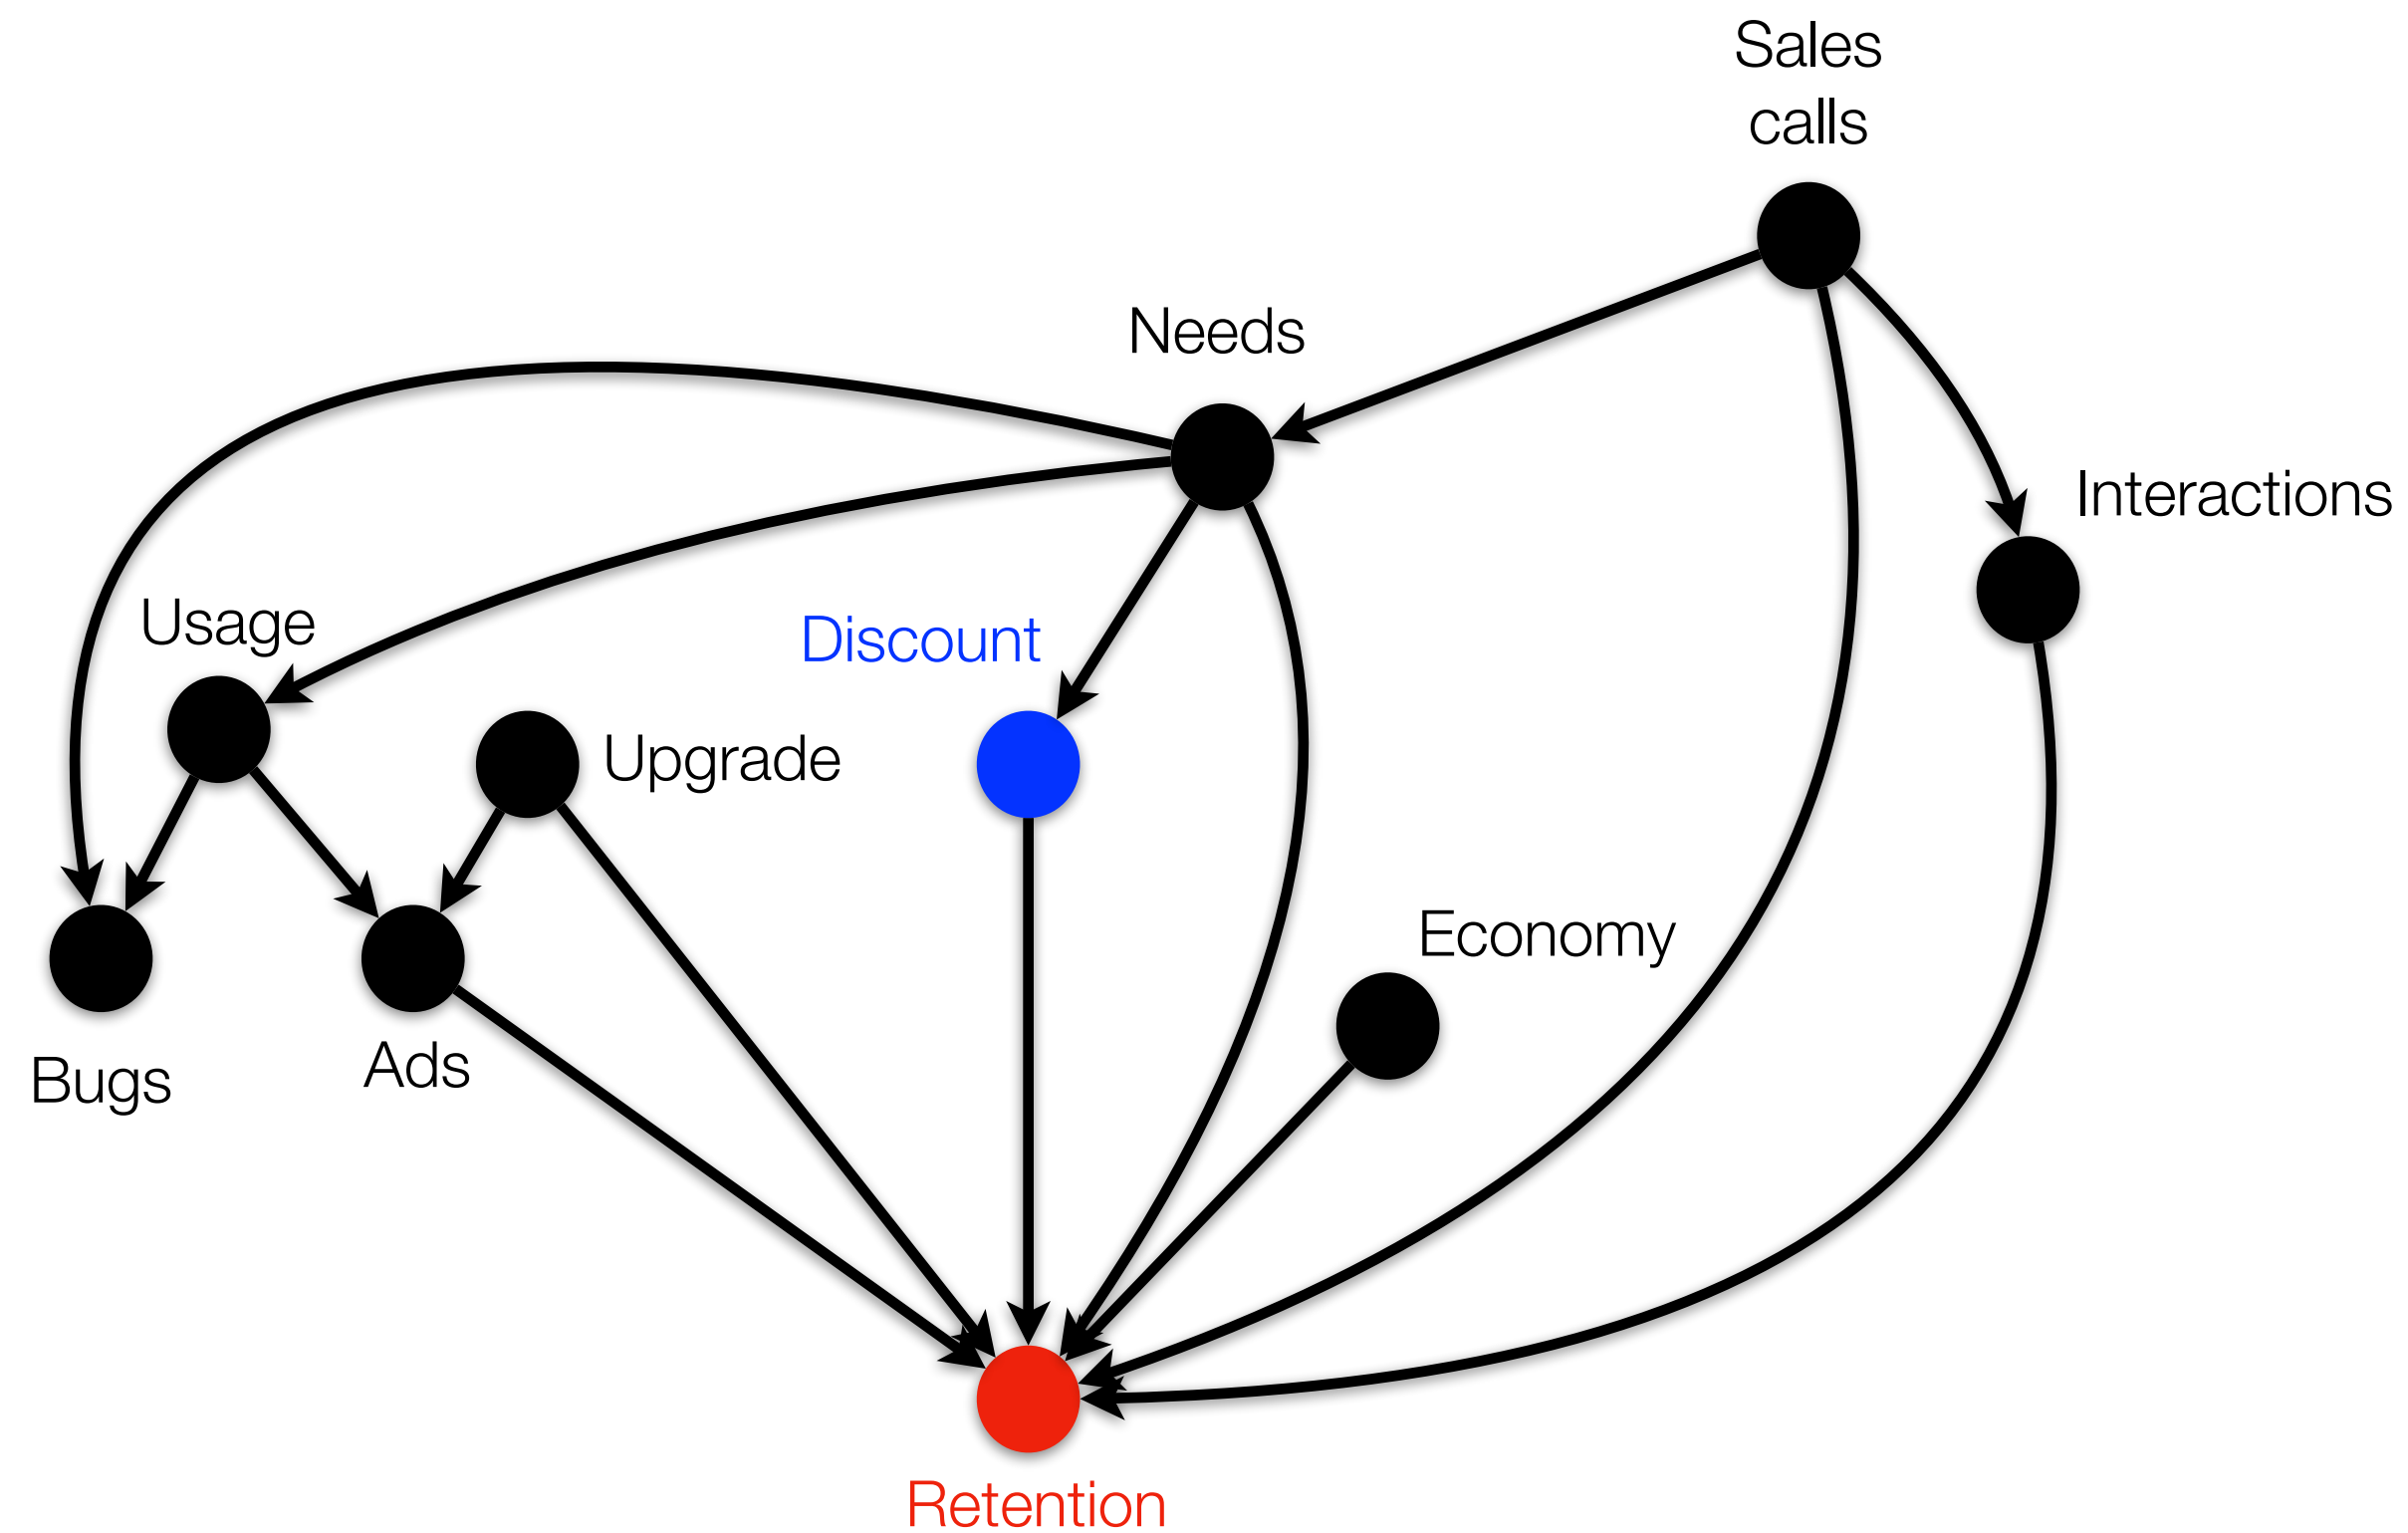 Sales
calls
Needs
Interactions
Usage
Discount
Upgrade
Economy
Ads
Bugs
Retention